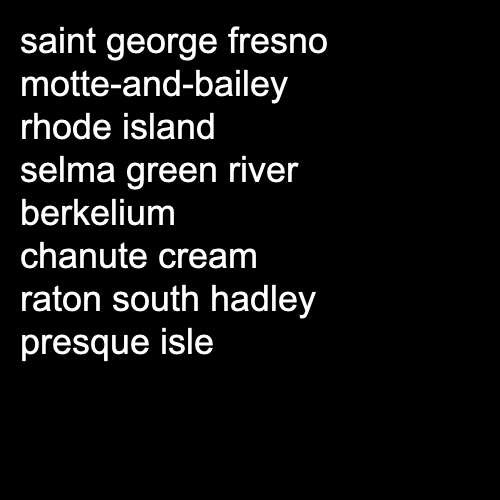 saint george fresno
motte-and-bailey
rhode island
selma green river
berkelium
chanute cream
raton south hadley
presque isle